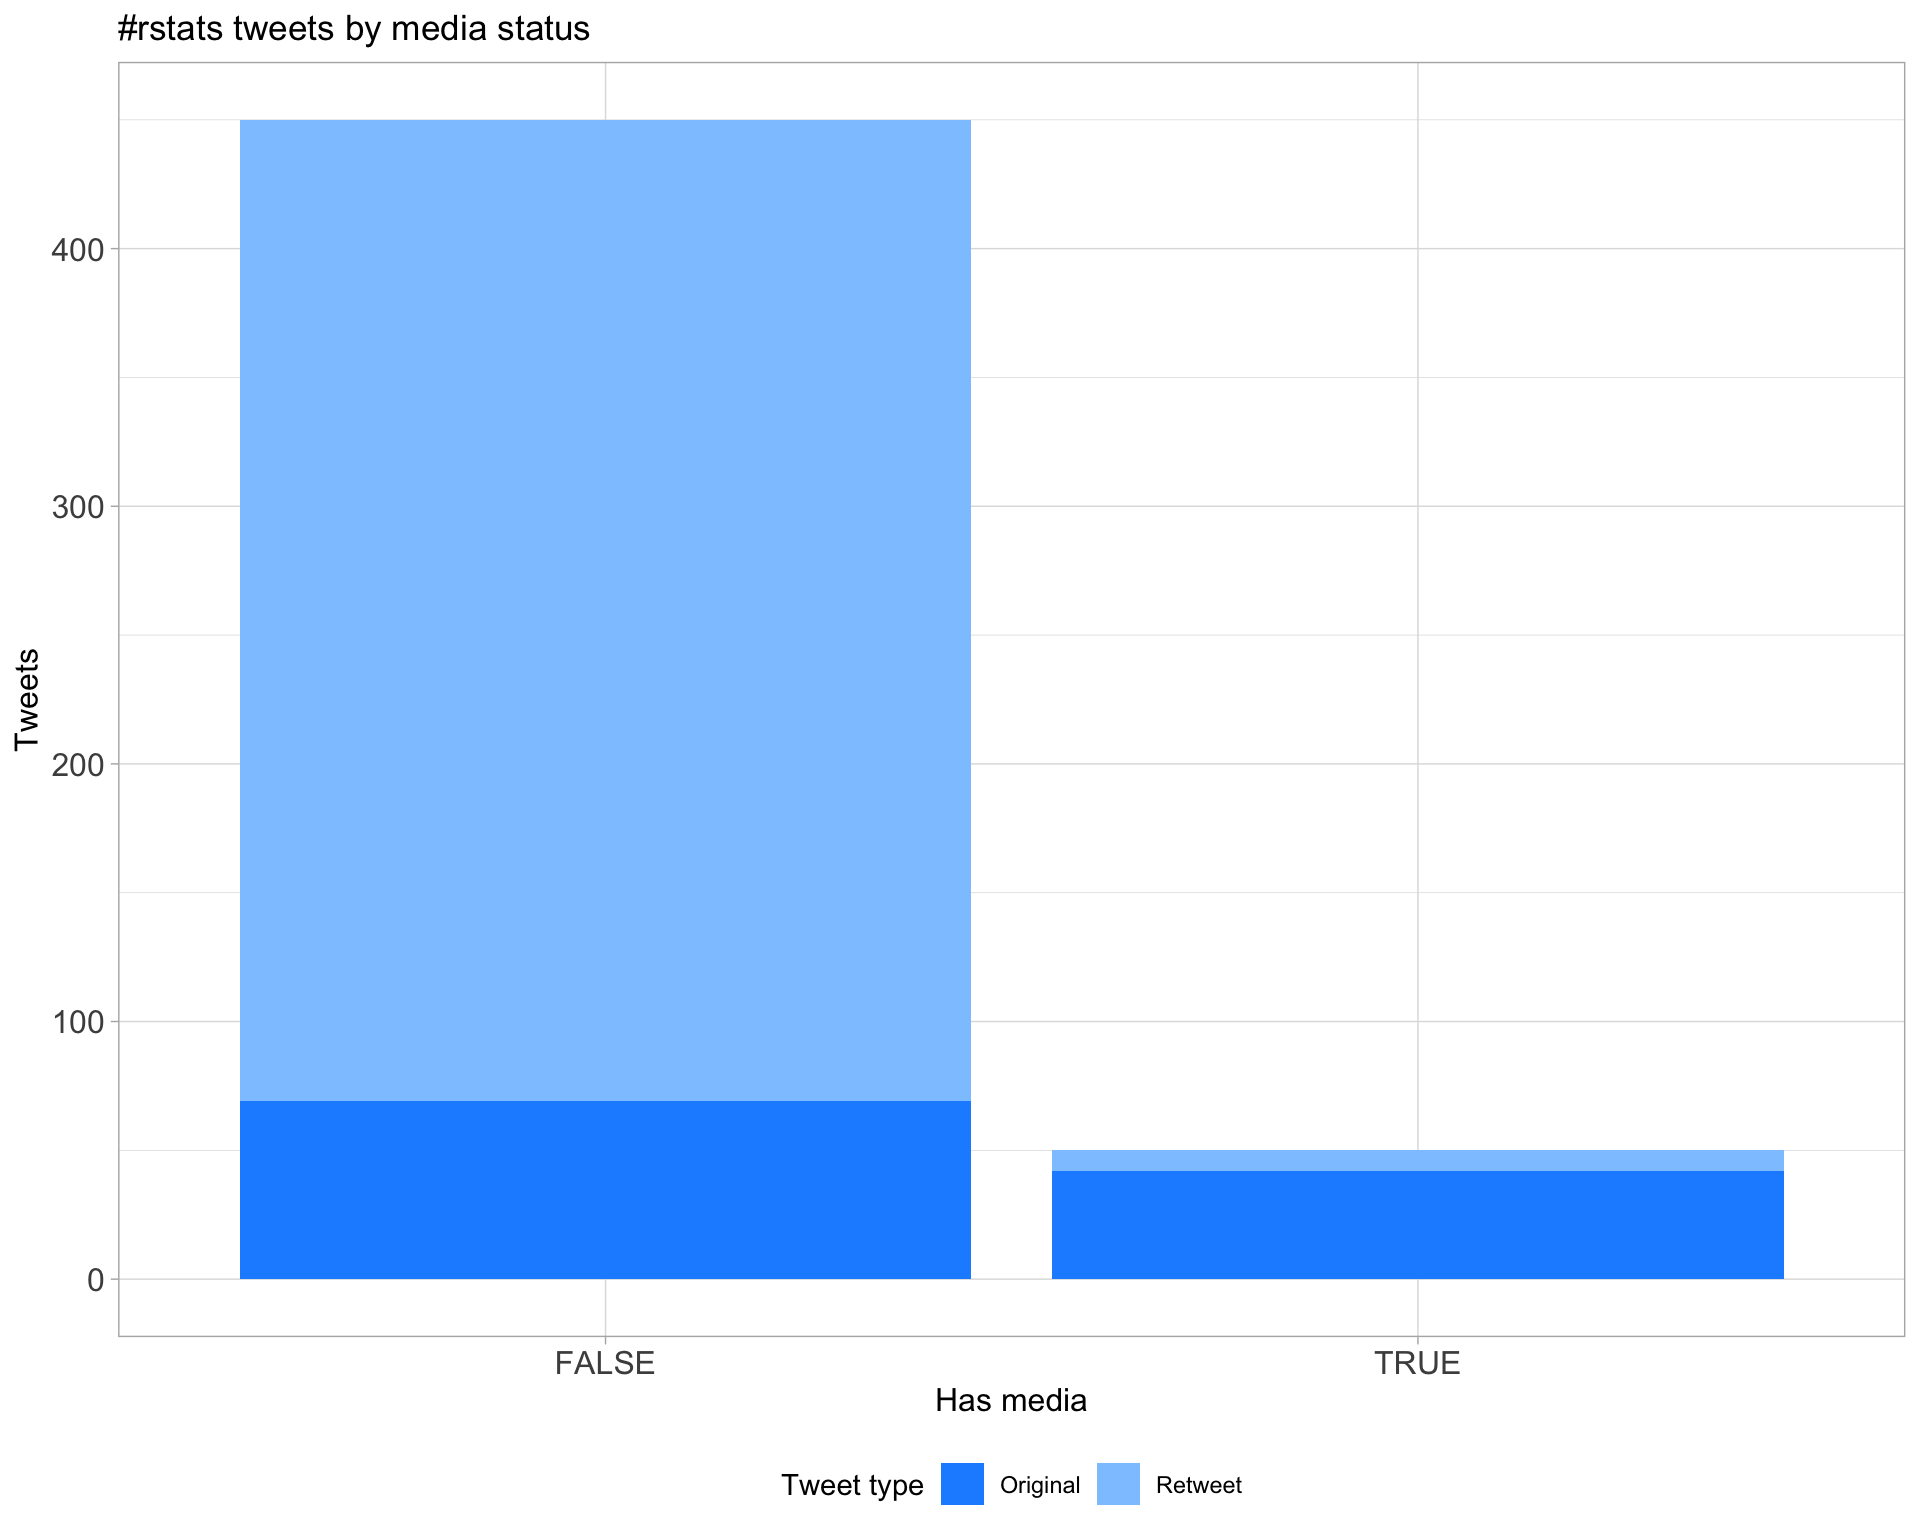 #rstats tweets by media status
Tweets
400
300
200
100
0
FALSE TRUE
Has media
Tweet type Original Retweet